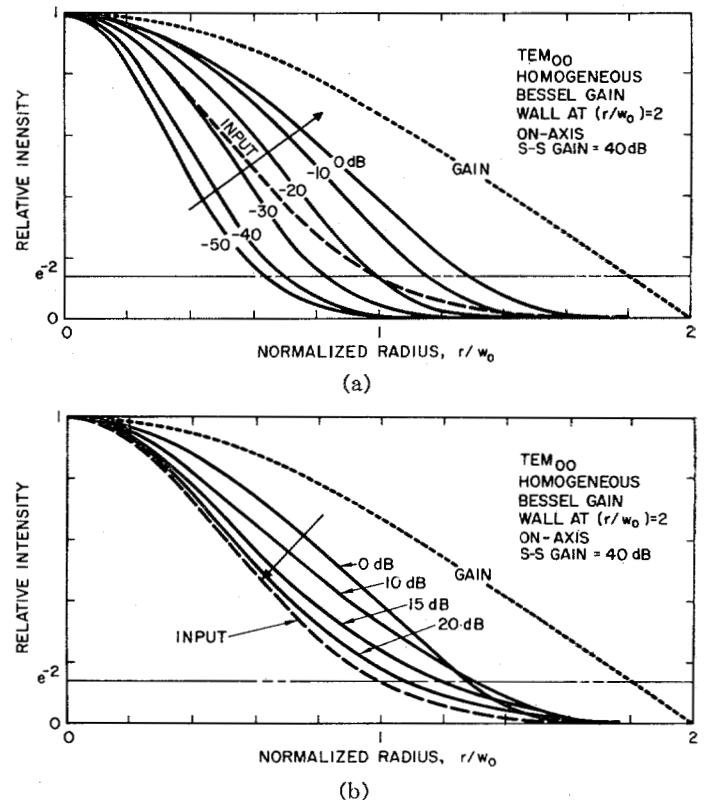 1
RELATIVE INENSITY
e⁻²
0
TEM₀₀
HOMOGENEOUS
BESSEL GAIN
WALL AT (r/w₀)=2
ON-AXIS
S-S GAIN = 40 dB
INPUT
0 dB
-10
-20
-30
-40
-50
GAIN
0 1 2
NORMALIZED RADIUS, r/w₀
(a)
1
RELATIVE INTENSITY
e⁻²
0
TEM₀₀
HOMOGENEOUS
BESSEL GAIN
WALL AT (r/w₀)=2
ON-AXIS
S-S GAIN = 40 dB
0 dB
10 dB
15 dB
20 dB
GAIN
INPUT
0 1 2
NORMALIZED RADIUS, r/w₀
(b)